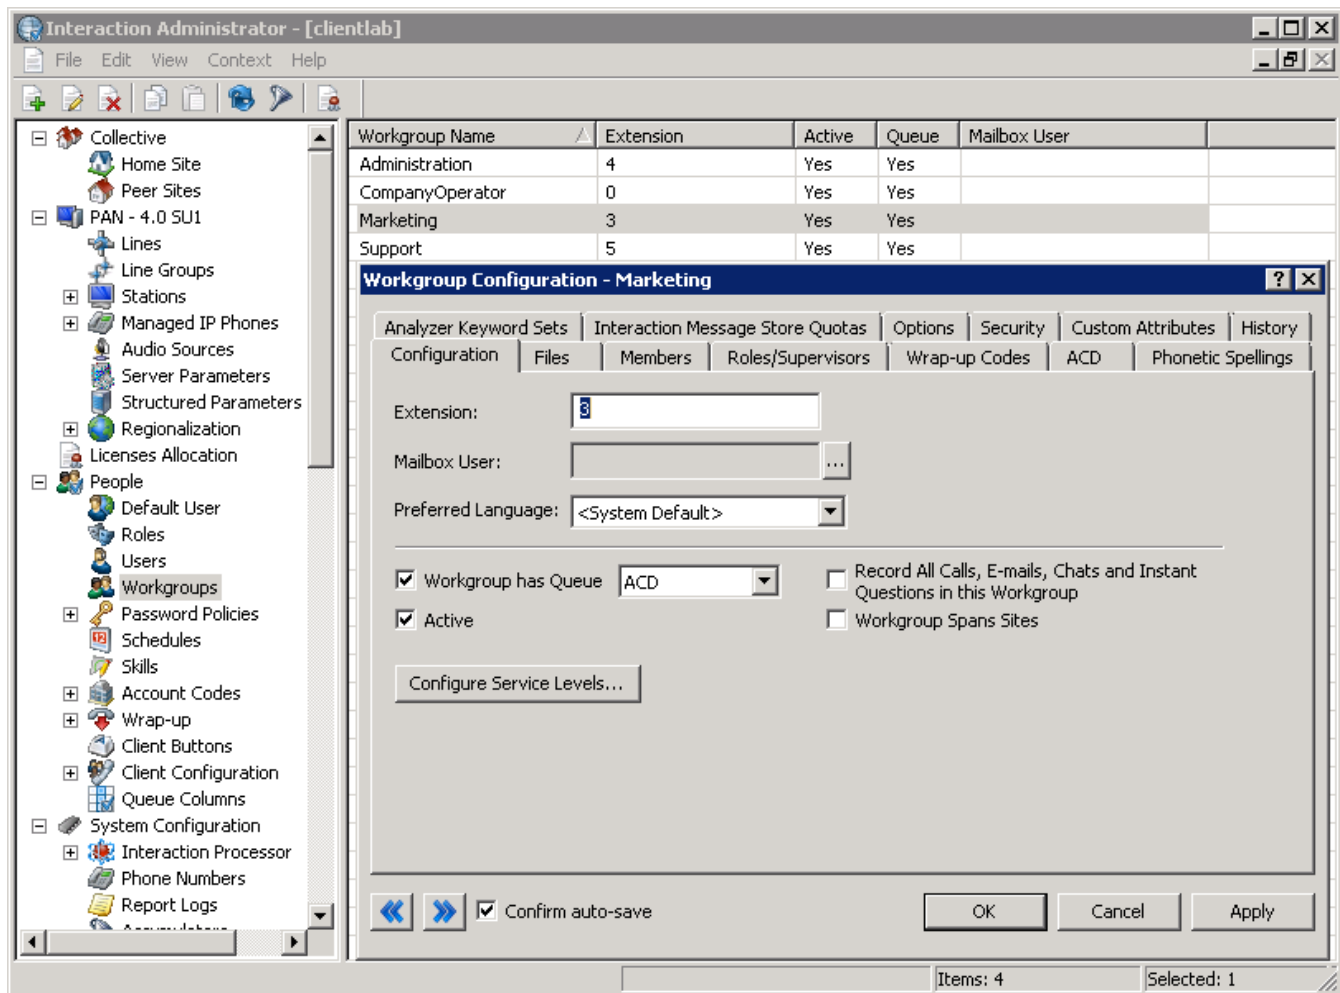 Interaction Administrator - [clientlab]
File Edit View Context Help
Collective
Home Site
Peer Sites
PAN - 4.0 SU1
Lines
Line Groups
Stations
Managed IP Phones
Audio Sources
Server Parameters
Structured Parameters
Regionalization
Licenses Allocation
People
Default User
Roles
Users
Workgroups
Password Policies
Schedules
Skills
Account Codes
Wrap-up
Client Buttons
Client Configuration
Queue Columns
System Configuration
Interaction Processor
Phone Numbers
Report Logs
Workgroup Name Extension Active Queue Mailbox User
Administration 4 Yes Yes
CompanyOperator 0 Yes Yes
Marketing 3 Yes Yes
Support 5 Yes Yes
Workgroup Configuration - Marketing
Analyzer Keyword Sets Interaction Message Store Quotas Options Security Custom Attributes History
Configuration Files Members Roles/Supervisors Wrap-up Codes ACD Phonetic Spellings
Extension: 3
Mailbox User: ...
Preferred Language: <System Default>
Workgroup has Queue ACD
Record All Calls, E-mails, Chats and Instant
Questions in this Workgroup
Active
Workgroup Spans Sites
Configure Service Levels...
Confirm auto-save
OK Cancel Apply
Items: 4 Selected: 1